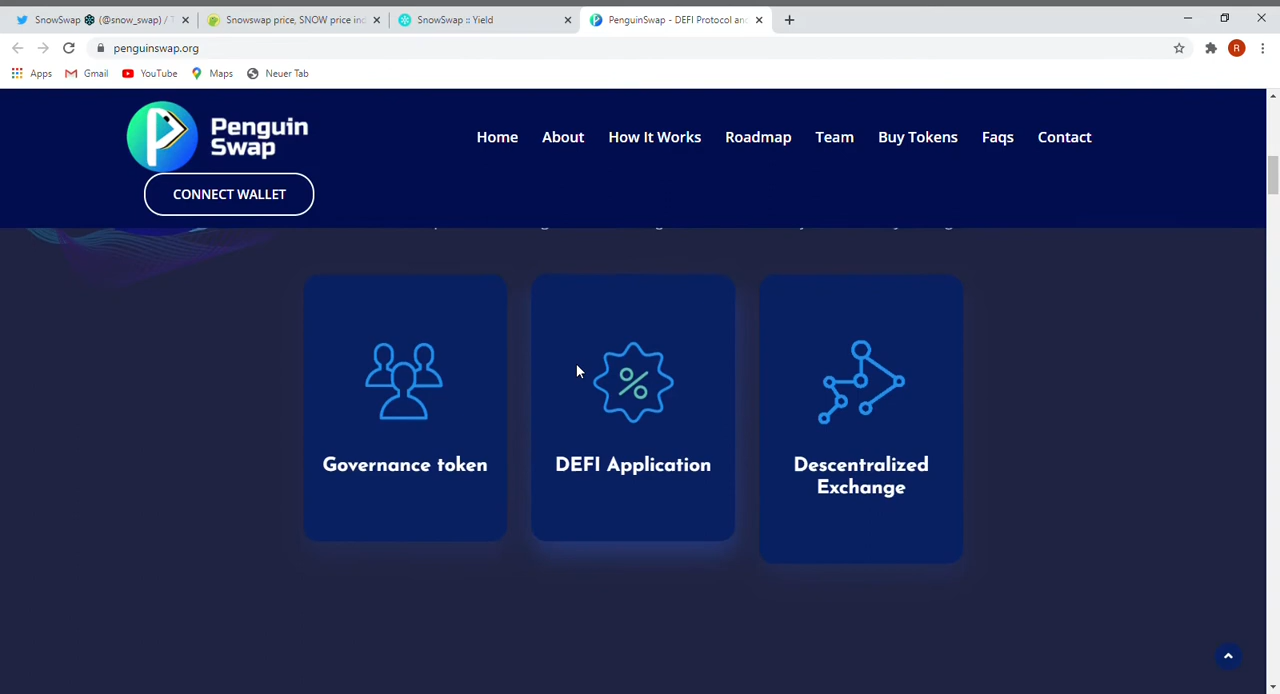 SnowSwap (@snow_swap) / T
Snowswap price, SNOW price ind
SnowSwap :: Yield
PenguinSwap - DEFI Protocol and
penguinswap.org
R
Apps
Gmail
YouTube
Maps
Neuer Tab
Penguin
Swap
Home
About
How It Works
Roadmap
Team
Buy Tokens
Faqs
Contact
CONNECT WALLET
Governance token
DEFI Application
Descentralized
Exchange
%